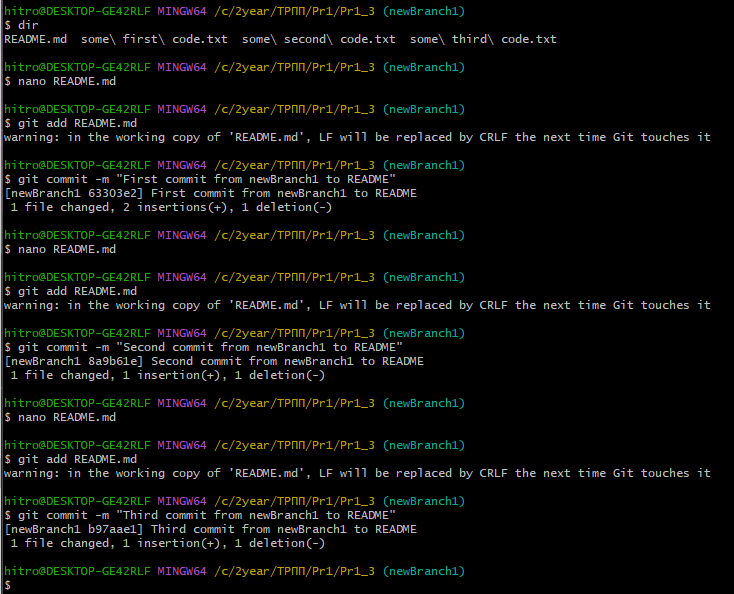 hitro@DESKTOP-GE42RLF MINGW64 /c/2year/ТРПП/Pr1/Pr1_3 (newBranch1)
$ dir
README.md  some\ first\ code.txt  some\ second\ code.txt  some\ third\ code.txt
hitro@DESKTOP-GE42RLF MINGW64 /c/2year/ТРПП/Pr1/Pr1_3 (newBranch1)
$ nano README.md
hitro@DESKTOP-GE42RLF MINGW64 /c/2year/ТРПП/Pr1/Pr1_3 (newBranch1)
$ git add README.md
warning: in the working copy of 'README.md', LF will be replaced by CRLF the next time Git touches it
hitro@DESKTOP-GE42RLF MINGW64 /c/2year/ТРПП/Pr1/Pr1_3 (newBranch1)
$ git commit -m "First commit from newBranch1 to README"
[newBranch1 63303e2] First commit from newBranch1 to README
 1 file changed, 2 insertions(+), 1 deletion(-)
hitro@DESKTOP-GE42RLF MINGW64 /c/2year/ТРПП/Pr1/Pr1_3 (newBranch1)
$ nano README.md
hitro@DESKTOP-GE42RLF MINGW64 /c/2year/ТРПП/Pr1/Pr1_3 (newBranch1)
$ git add README.md
warning: in the working copy of 'README.md', LF will be replaced by CRLF the next time Git touches it
hitro@DESKTOP-GE42RLF MINGW64 /c/2year/ТРПП/Pr1/Pr1_3 (newBranch1)
$ git commit -m "Second commit from newBranch1 to README"
[newBranch1 8a9b61e] Second commit from newBranch1 to README
 1 file changed, 1 insertion(+), 1 deletion(-)
hitro@DESKTOP-GE42RLF MINGW64 /c/2year/ТРПП/Pr1/Pr1_3 (newBranch1)
$ nano README.md
hitro@DESKTOP-GE42RLF MINGW64 /c/2year/ТРПП/Pr1/Pr1_3 (newBranch1)
$ git add README.md
warning: in the working copy of 'README.md', LF will be replaced by CRLF the next time Git touches it
hitro@DESKTOP-GE42RLF MINGW64 /c/2year/ТРПП/Pr1/Pr1_3 (newBranch1)
$ git commit -m "Third commit from newBranch1 to README"
[newBranch1 b97aae1] Third commit from newBranch1 to README
 1 file changed, 1 insertion(+), 1 deletion(-)
hitro@DESKTOP-GE42RLF MINGW64 /c/2year/ТРПП/Pr1/Pr1_3 (newBranch1)
$